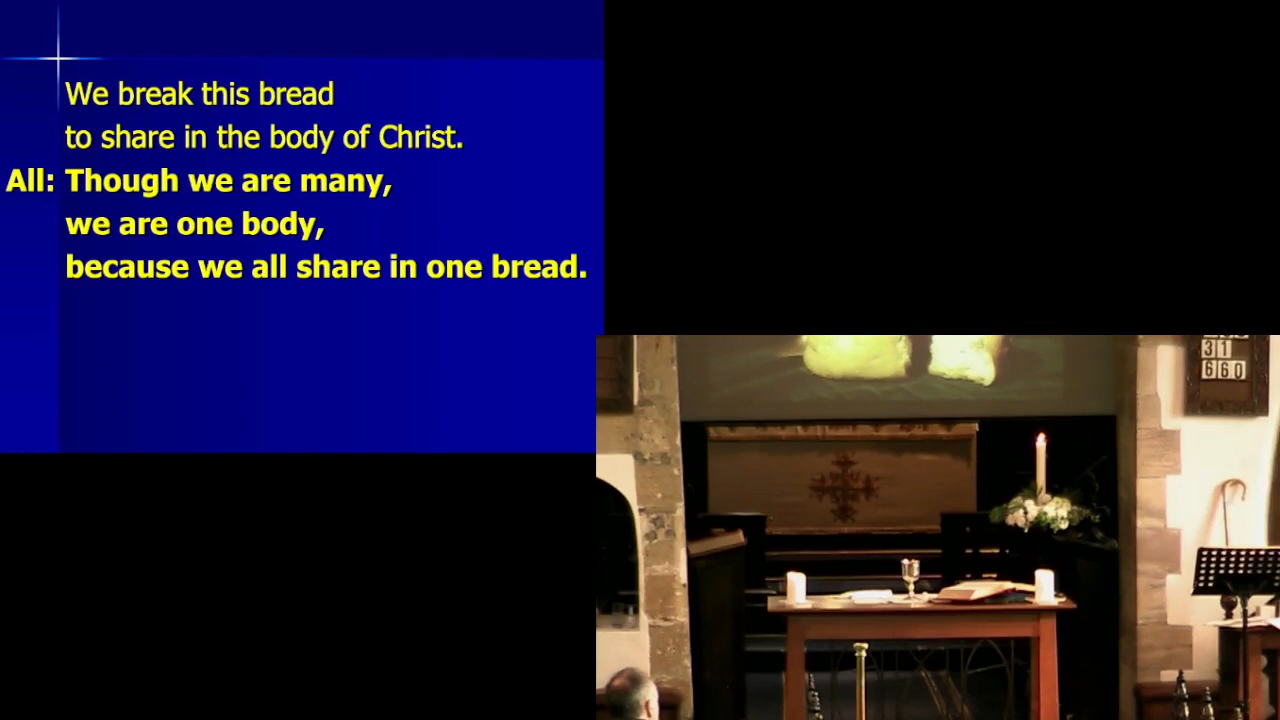 We break this bread
to share in the body of Christ.
All: Though we are many,
we are one body,
because we all share in one bread.
31
660